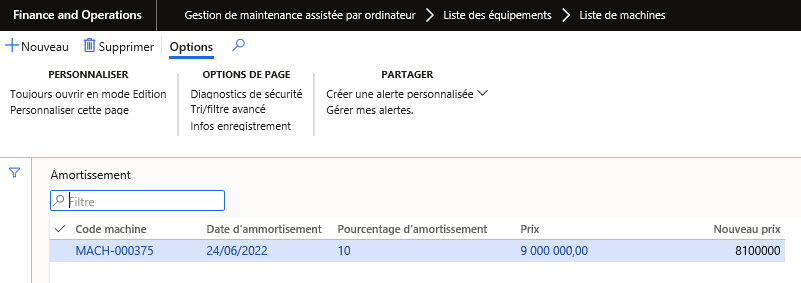 Finance and Operations Gestion de maintenance assistée par ordinateur Liste des équipements Liste de machines
Nouveau Supprimer Options
PERSONNALISER OPTIONS DE PAGE PARTAGER
Toujours ouvrir en mode Edition Diagnostics de sécurité Créer une alerte personnalisée
Personnaliser cette page Tri/filtre avancé Gérer mes alertes.
Infos enregistrement
Amortissement
Filtre
Code machine Date d'ammortisement Pourcentage d'amortissement Prix Nouveau prix
MACH-000375 24/06/2022 10 9 000 000,00 8100000